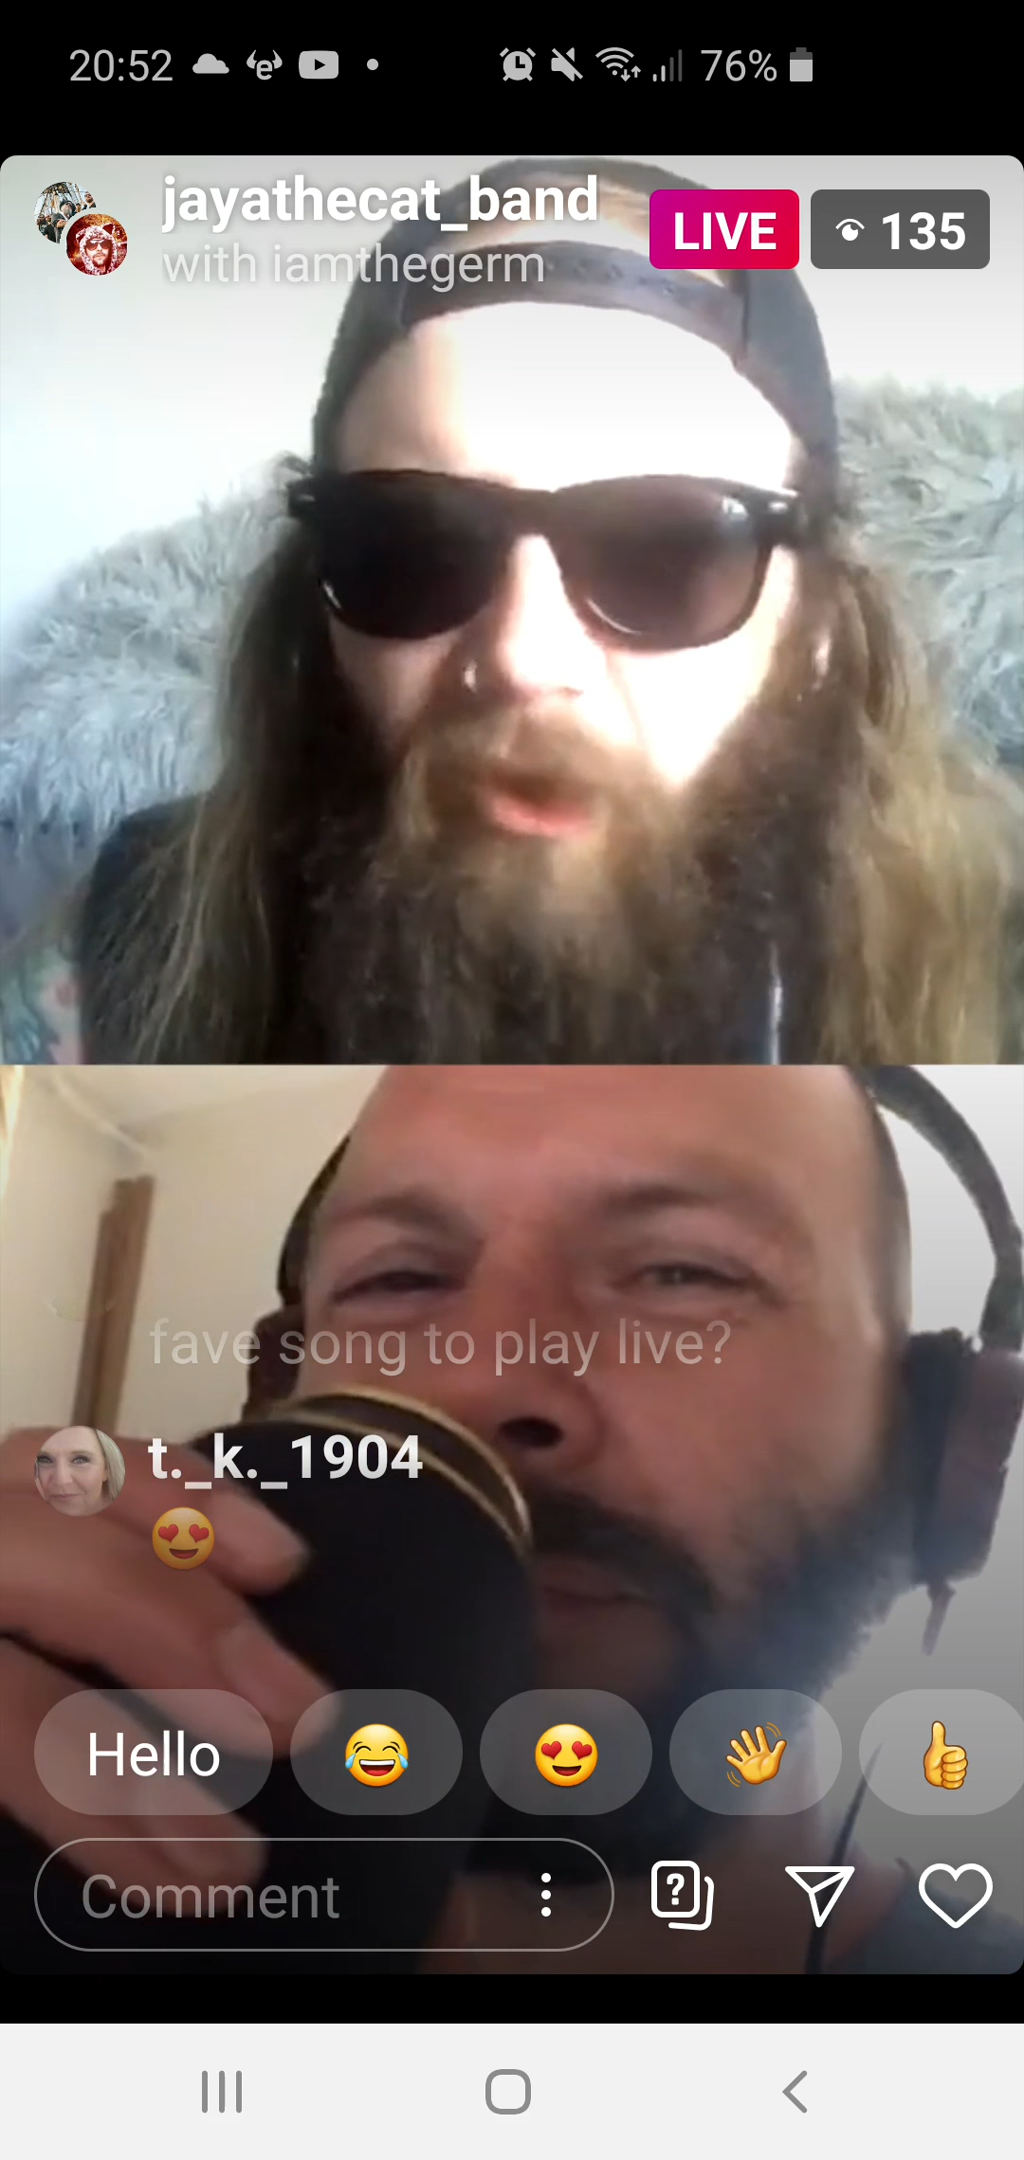 20:52
76%
jayathecat_band
LIVE
135
with iamthegerm
fave song to play live?
t._k._1904
Hello
Comment